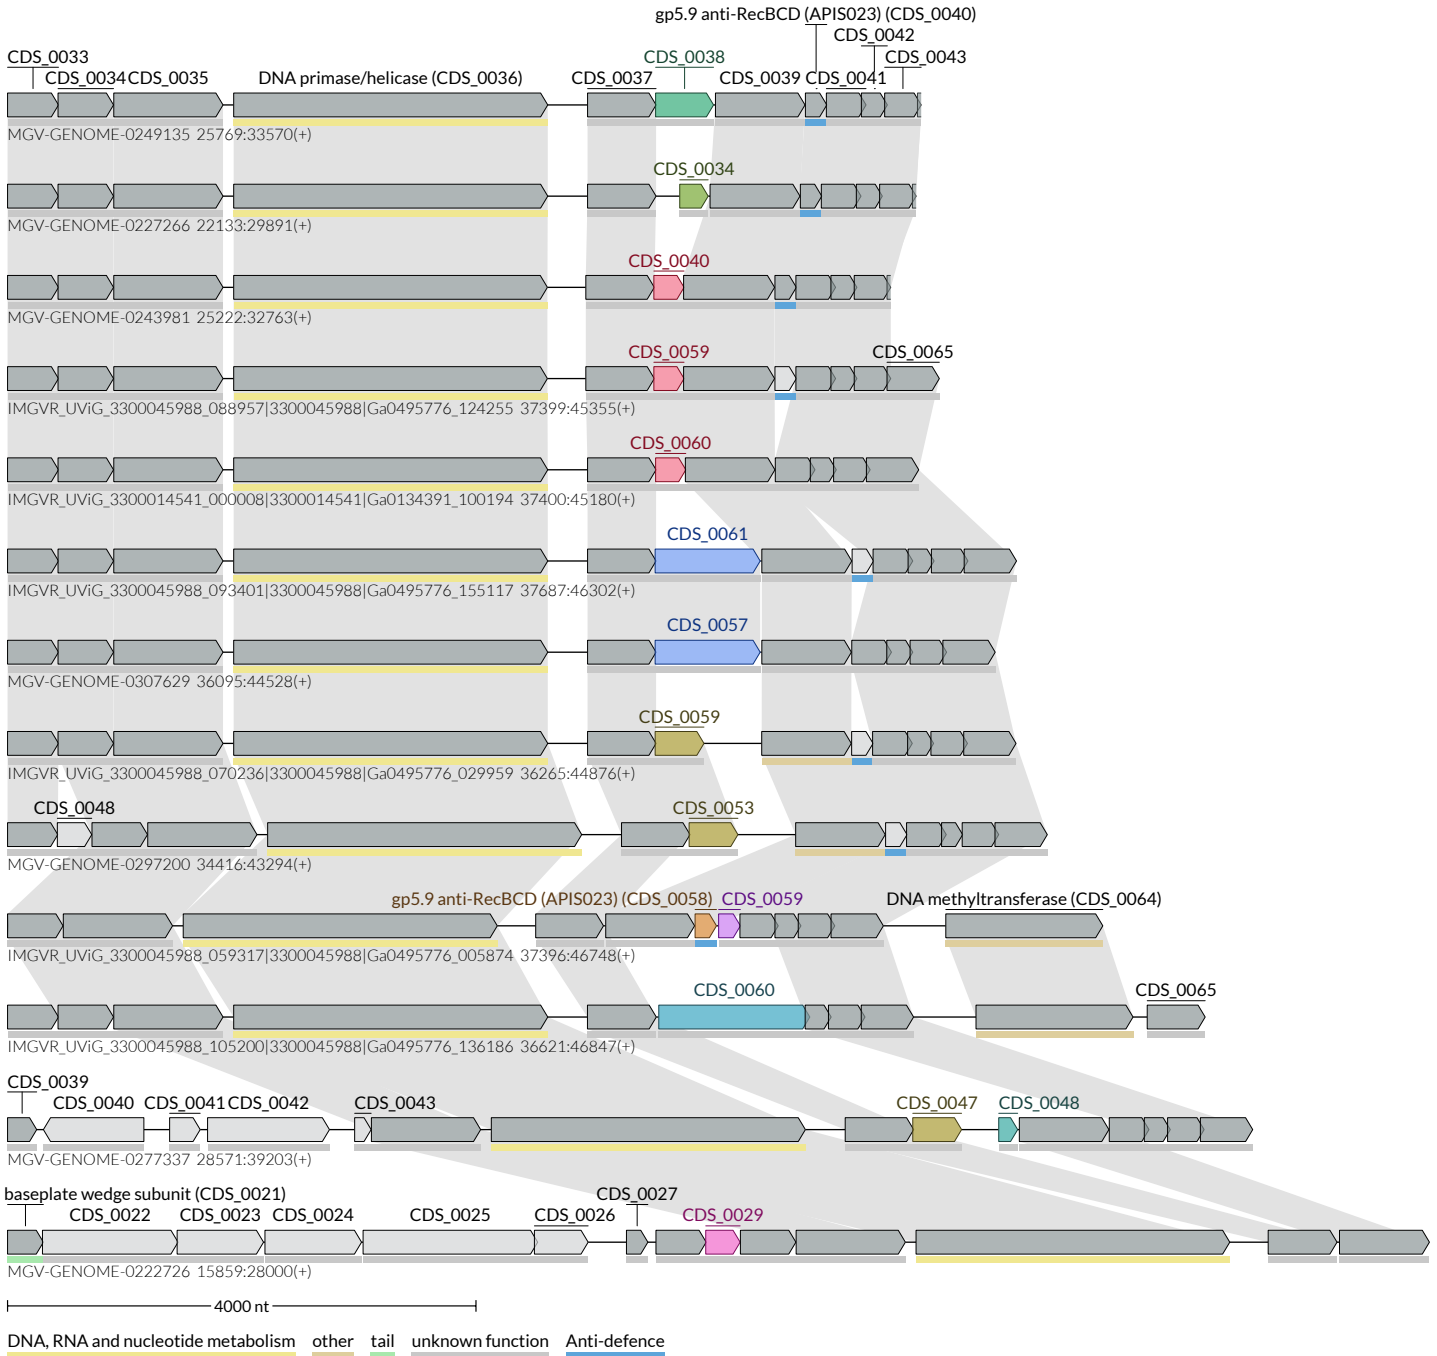 gp5.9 anti-RecBCD (APIS023) (CDS_0040)
CDS_0042
CDS_0033 CDS_0038 CDS_0043
CDS_0034 CDS_0035 DNA primase/helicase (CDS_0036) CDS_0037 CDS_0039 CDS_0041
MGV-GENOME-0249135 25769:33570(+)
CDS_0034
MGV-GENOME-0227266 22133:29891(+)
CDS_0040
MGV-GENOME-0243981 25222:32763(+)
CDS_0059 CDS_0065
IMGVR_UViG_3300045988_088957|3300045988|Ga0495776_124255 37399:45355(+)
CDS_0060
IMGVR_UViG_3300014541_000008|3300014541|Ga0134391_100194 37400:45180(+)
CDS_0061
IMGVR_UViG_3300045988_093401|3300045988|Ga0495776_155117 37687:46302(+)
CDS_0057
MGV-GENOME-0307629 36095:44528(+)
CDS_0059
IMGVR_UViG_3300045988_070236|3300045988|Ga0495776_029959 36265:44876(+)
CDS_0048 CDS_0053
MGV-GENOME-0297200 34416:43294(+)
gp5.9 anti-RecBCD (APIS023) (CDS_0058) CDS_0059 DNA methyltransferase (CDS_0064)
IMGVR_UViG_3300045988_059317|3300045988|Ga0495776_005874 37396:46748(+)
CDS_0060 CDS_0065
IMGVR_UViG_3300045988_105200|3300045988|Ga0495776_136186 36621:46847(+)
CDS_0039
CDS_0040 CDS_0041 CDS_0042 CDS_0043 CDS_0047 CDS_0048
MGV-GENOME-0277337 28571:39203(+)
baseplate wedge subunit (CDS_0021) CDS_0027
CDS_0022 CDS_0023 CDS_0024 CDS_0025 CDS_0026 CDS_0029
MGV-GENOME-0222726 15859:28000(+)
4000 nt
DNA, RNA and nucleotide metabolism other tail unknown function Anti-defence